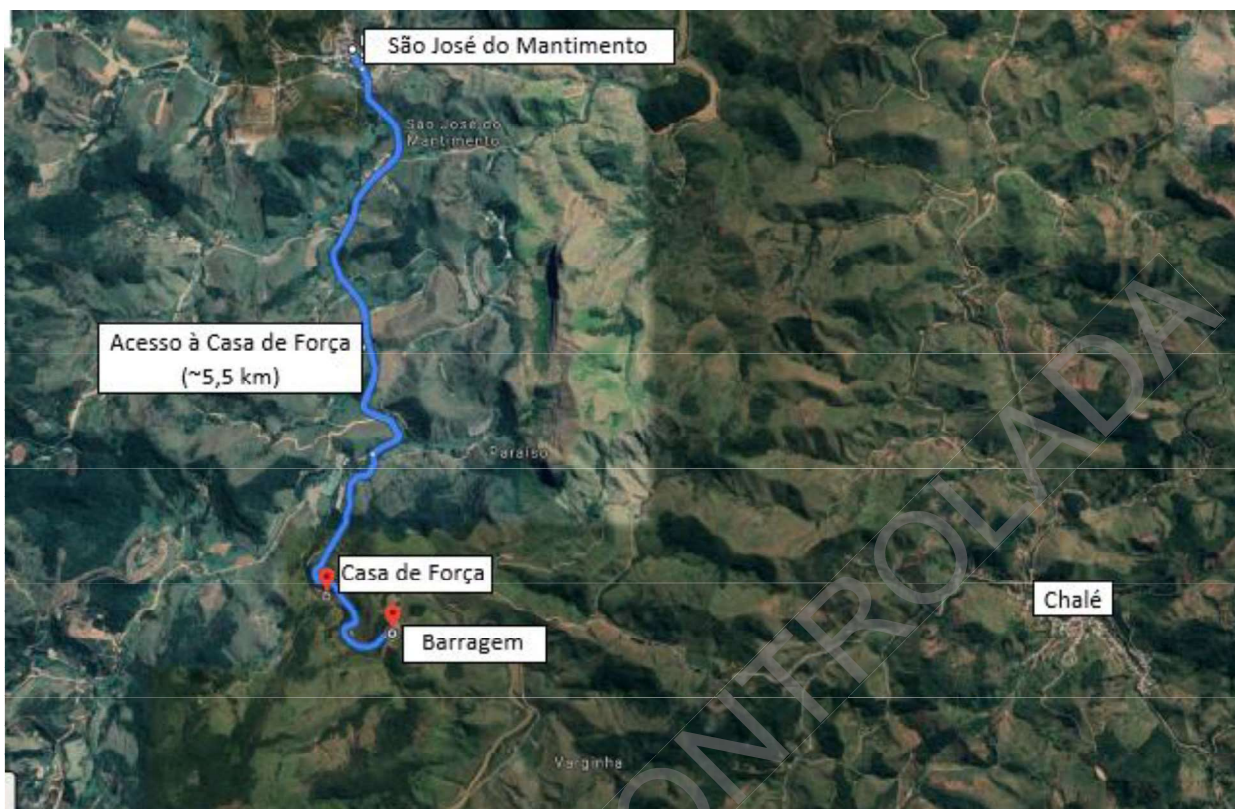 São José do Mantimento
São José do
Mantimento
Acesso à Casa de Força
(~5,5 km)
Paraíso
Casa de Força
Chalé
Barragem
Varginha
ONTROLADA